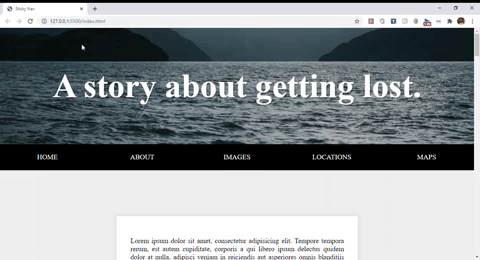 Sticky Nav
127.0.0.1:5500/index.html
A story about getting lost.
HOME ABOUT IMAGES LOCATIONS MAPS
Lorem ipsum dolor sit amet, consectetur adipisicing elit. Tempore tempora
rerum, est autem cupiditate, corporis a qui libero ipsum delectus quidem
dolor at nulla, adipisci veniam in reiciendis aut asperiores omnis blanditiis